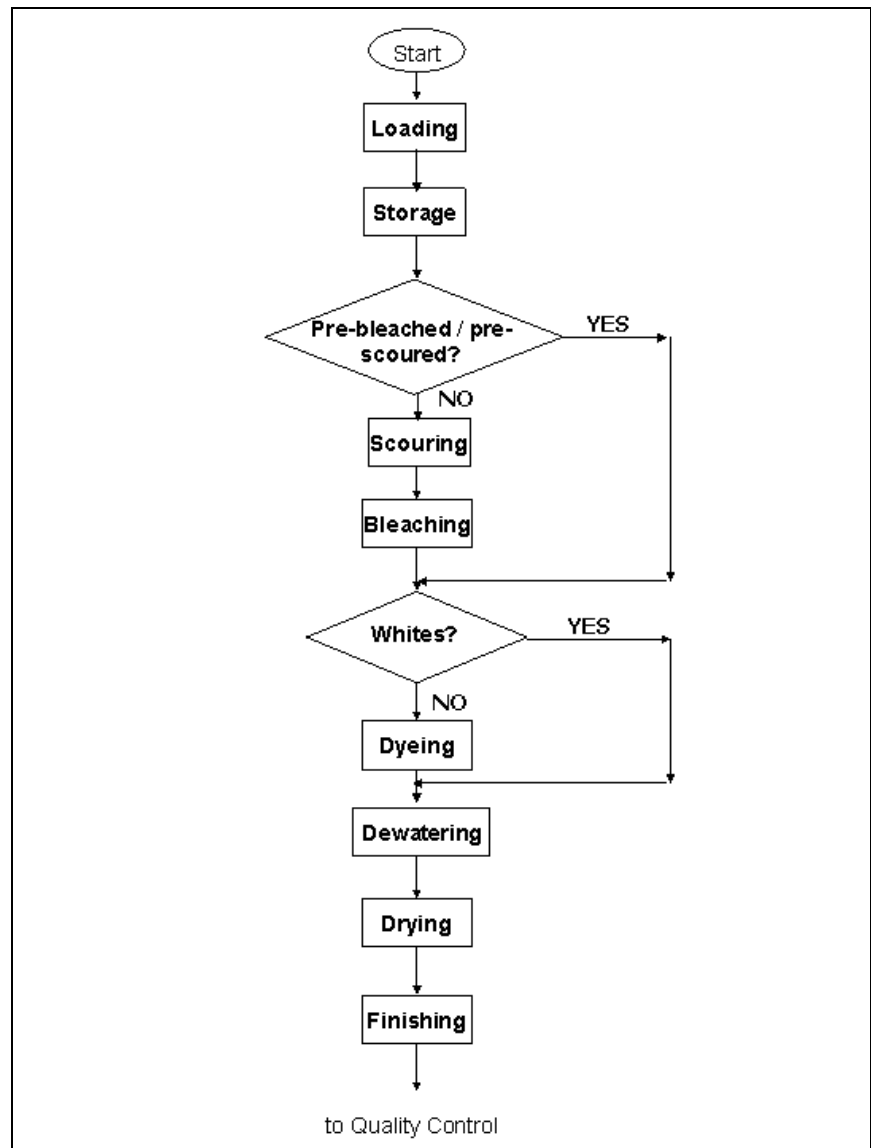 Start
Loading
Storage
Pre-bleached / pre-
scoured?
YES
NO
Scouring
Bleaching
Whites?
YES
NO
Dyeing
Dewatering
Drying
Finishing
to Quality Control